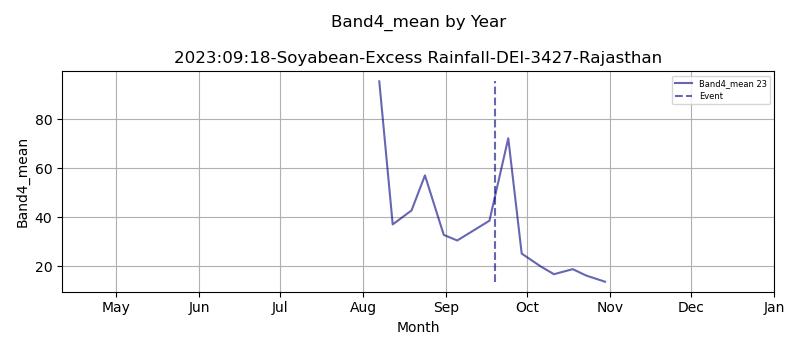 Band4_mean by Year
2023:09:18-Soyabean-Excess Rainfall-DEI-3427-Rajasthan
Band4_mean 23
Event
Band4_mean
80
60
40
20
May Jun Jul Aug Sep Oct Nov Dec Jan
Month